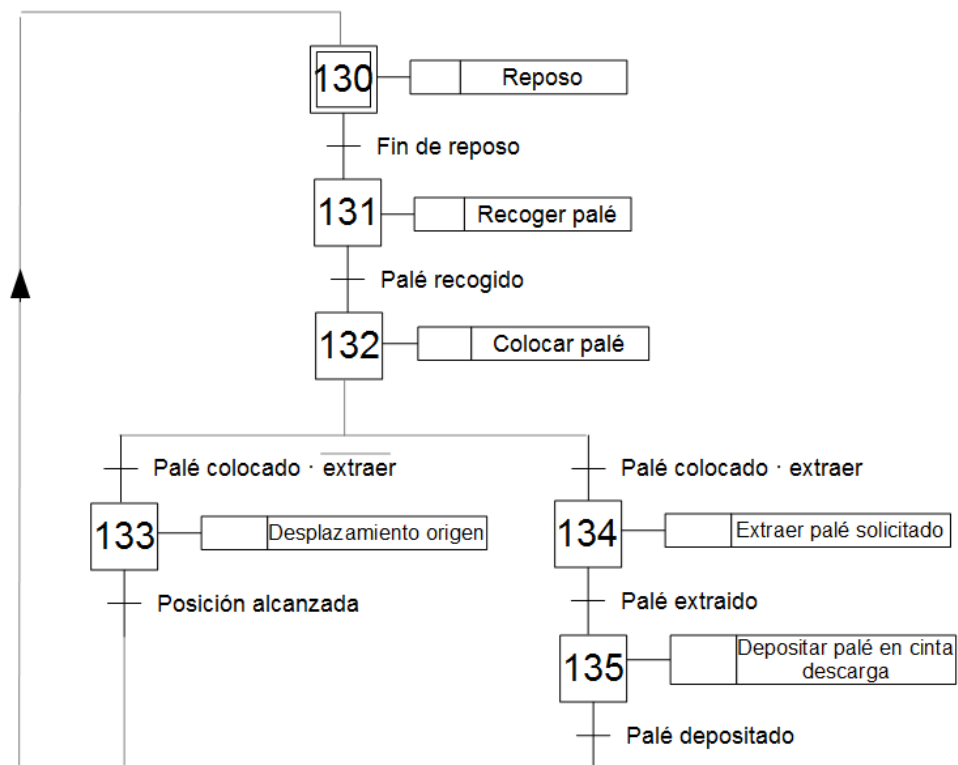 130
Reposo
Fin de reposo
131
Recoger palé
Palé recogido
132
Colocar palé
Palé colocado · extraer
Palé colocado · extraer
133
Desplazamiento origen
134
Extraer palé solicitado
Posición alcanzada
Palé extraido
135
Depositar palé en cinta
descarga
Palé depositado